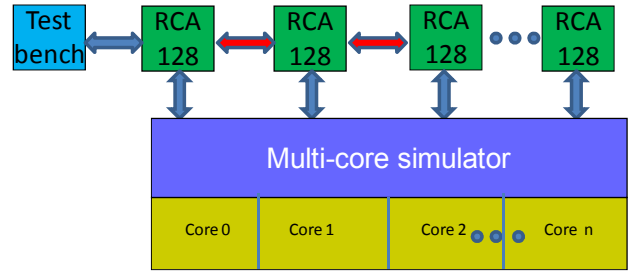 Test bench
RCA 128
RCA 128
RCA 128
RCA 128
Multi-core simulator
Core 0
Core 1
Core 2
Core n